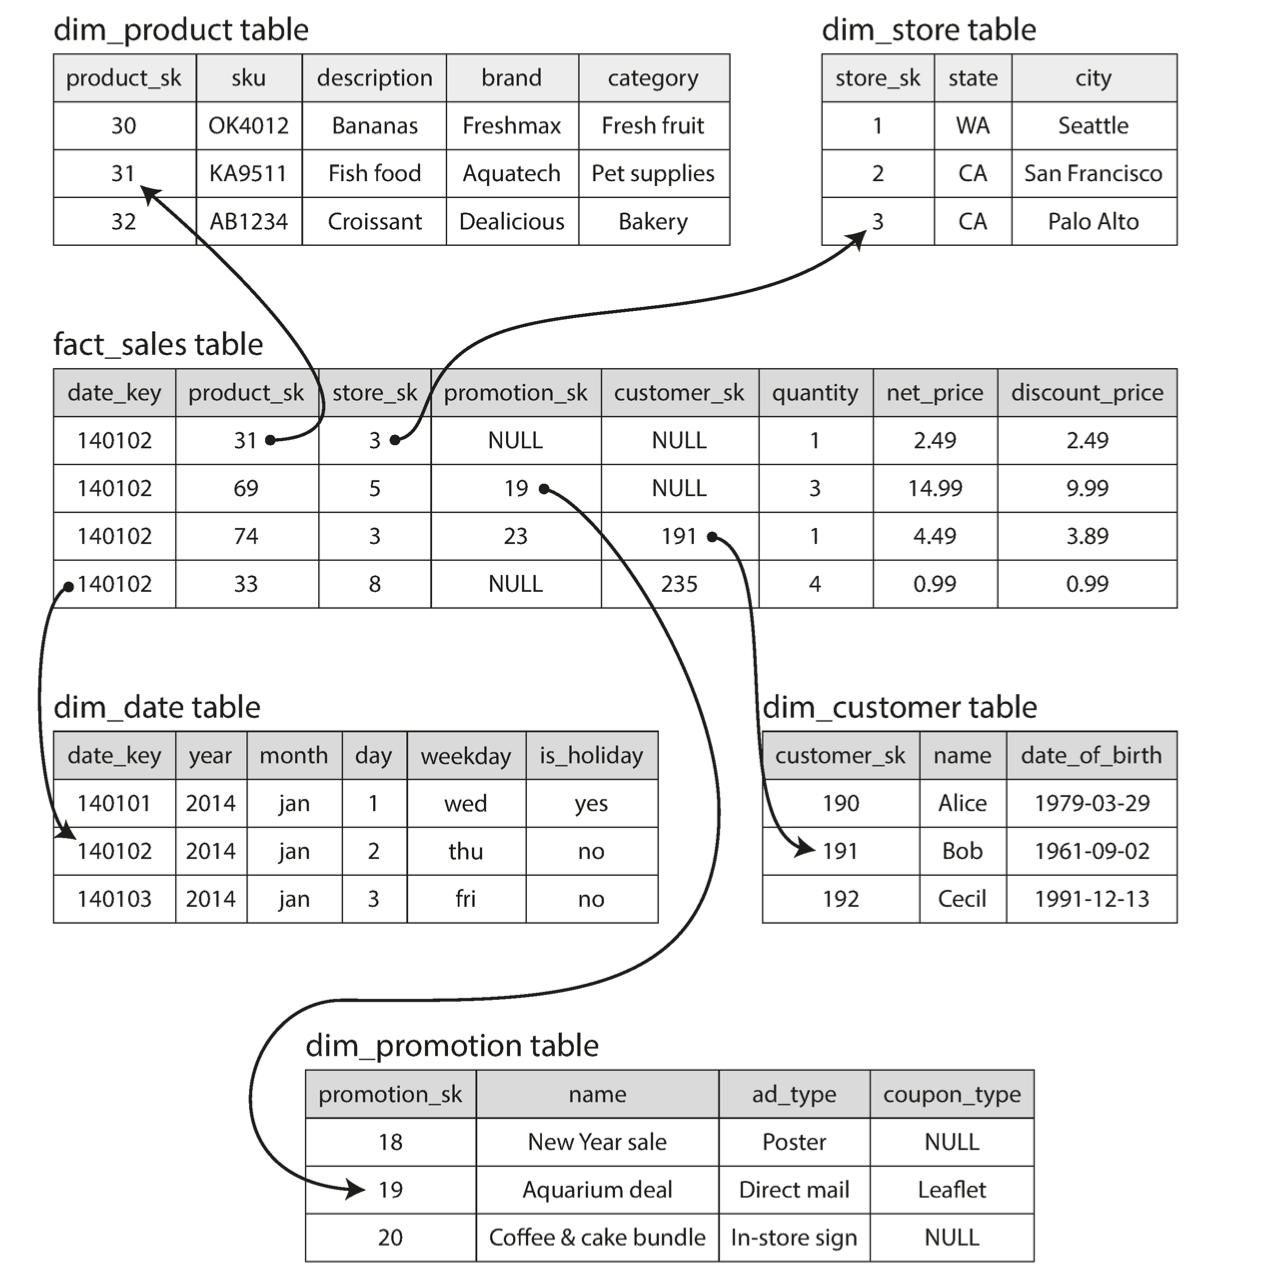 dim_product table
product_sk sku description brand category
30 OK4012 Bananas Freshmax Fresh fruit
31 KA9511 Fish food Aquatech Pet supplies
32 AB1234 Croissant Dealicious Bakery
dim_store table
store_sk state city
1 WA Seattle
2 CA San Francisco
3 CA Palo Alto
fact_sales table
date_key product_sk store_sk promotion_sk customer_sk quantity net_price discount_price
140102 31 3 NULL NULL 1 2.49 2.49
140102 69 5 19 NULL 3 14.99 9.99
140102 74 3 23 191 1 4.49 3.89
140102 33 8 NULL 235 4 0.99 0.99
dim_date table
date_key year month day weekday is_holiday
140101 2014 jan 1 wed yes
140102 2014 jan 2 thu no
140103 2014 jan 3 fri no
dim_customer table
customer_sk name date_of_birth
190 Alice 1979-03-29
191 Bob 1961-09-02
192 Cecil 1991-12-13
dim_promotion table
promotion_sk name ad_type coupon_type
18 New Year sale Poster NULL
19 Aquarium deal Direct mail Leaflet
20 Coffee & cake bundle In-store sign NULL